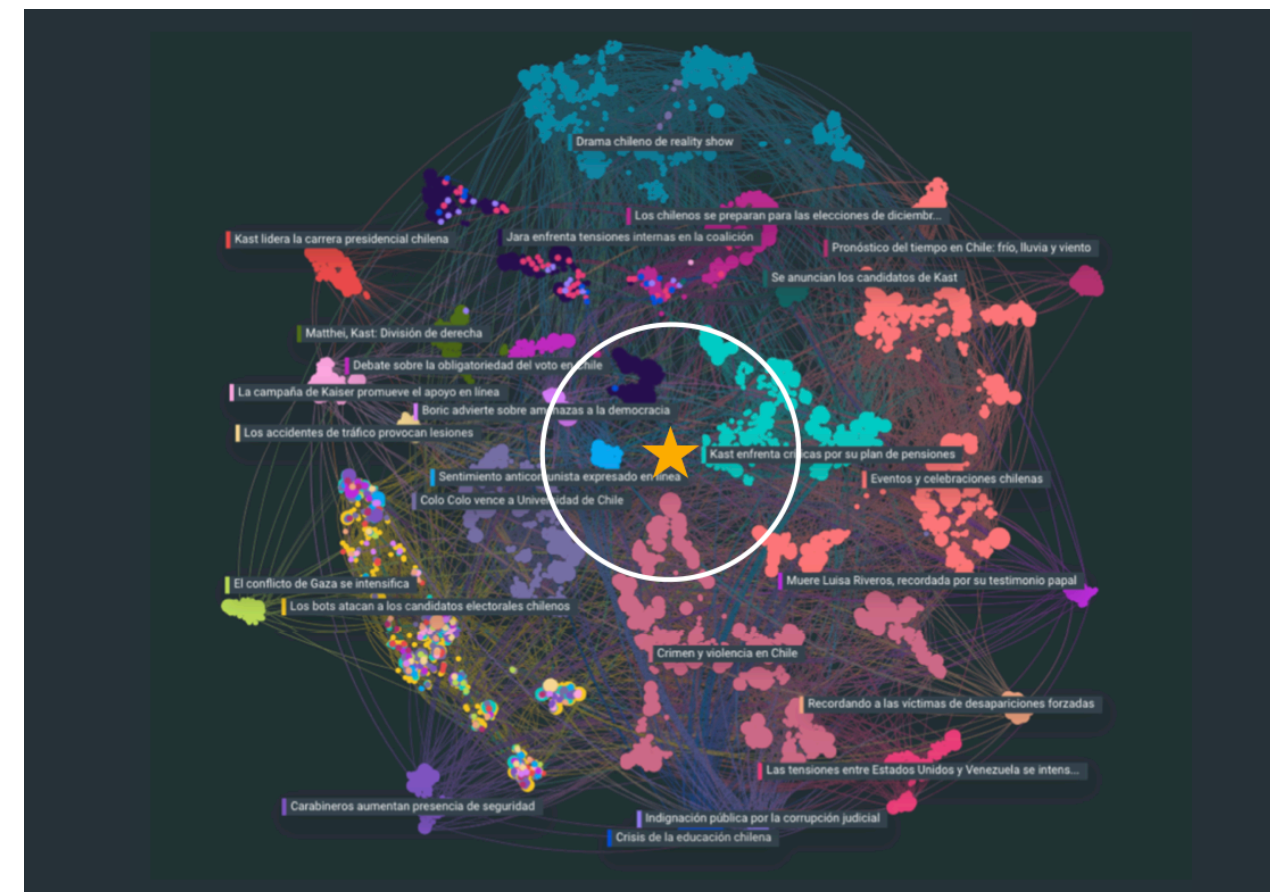 Drama chileno de reality show
Los chilenos se preparan para las elecciones de diciembr...
Kast lidera la carrera presidencial chilena
Jara enfrenta tensiones internas en la coalición
Pronóstico del tiempo en Chile: frío, lluvia y viento
Se anuncian los candidatos de Kast
Matthei, Kast: División de derecha
Debate sobre la obligatoriedad del voto en Chile
La campaña de Kaiser promueve el apoyo en línea
Boric advierte sobre amenazas a la democracia
Los accidentes de tráfico provocan lesiones
Kast enfrenta críticas por su plan de pensiones
Sentimiento anticomunista expresado en línea
Eventos y celebraciones chilenas
Colo Colo vence a Universidad de Chile
Muere Luisa Riveros, recordada por su testimonio papal
El conflicto de Gaza se intensifica
Los bots atacan a los candidatos electorales chilenos
Crimen y violencia en Chile
Recordando a las víctimas de desapariciones forzadas
Las tensiones entre Estados Unidos y Venezuela se intens...
Carabineros aumentan presencia de seguridad
Indignación pública por la corrupción judicial
Crisis de la educación chilena